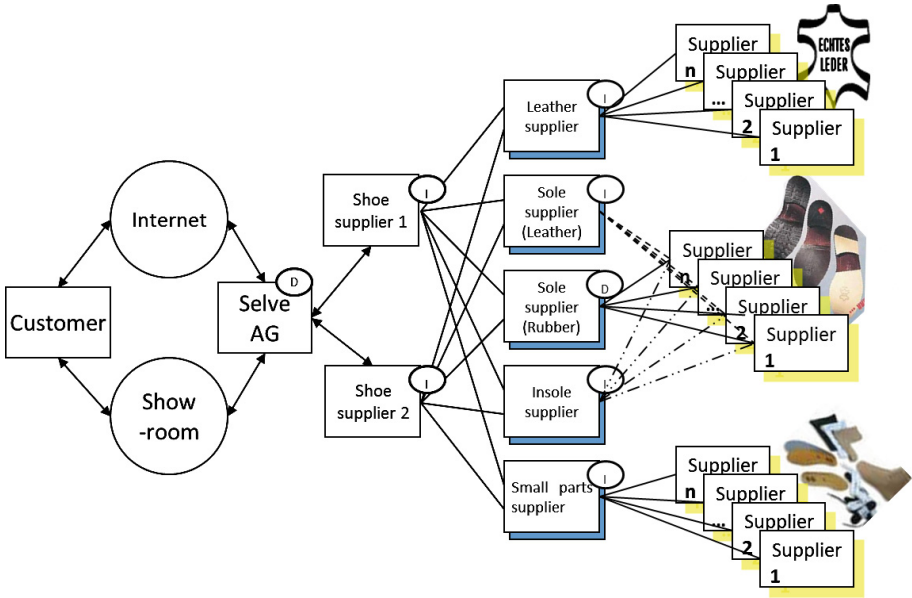 Customer
Internet
Show
-room
D
Selve
AG
I
Shoe
supplier 1
I
Shoe
supplier 2
I
Leather
supplier
I
Sole
supplier
(Leather)
D
Sole
supplier
(Rubber)
I
Insole
supplier
I
Small parts
supplier
Supplier
n
Supplier
...
Supplier
2
Supplier
1
ECHTES
LEDER
Supplier
n
Supplier
Supplier
2
Supplier
1
Supplier
n
Supplier
...
Supplier
2
Supplier
1